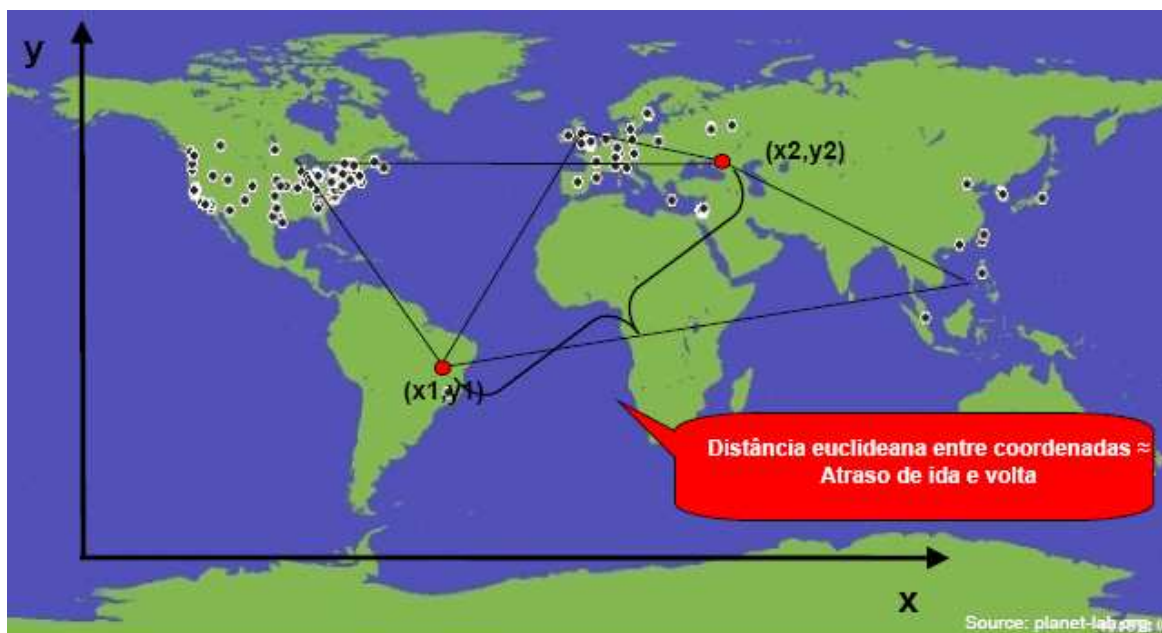 y
(x2,y2)
(x1,y1)
Distância euclideana entre coordenadas ≈
Atraso de ida e volta
x
Source: planet-lab.org